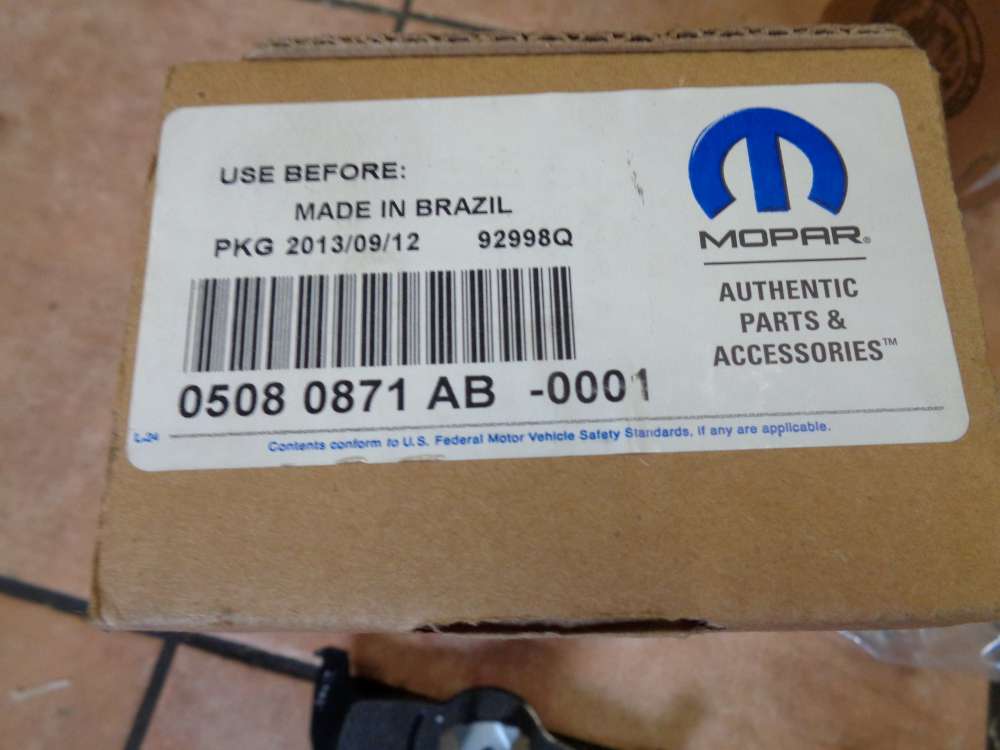 USE BEFORE:
MADE IN BRAZIL
PKG 2013/09/12 92998Q
0508 0871 AB -0001
MOPAR®
AUTHENTIC
PARTS &
ACCESSORIES™
Contents conform to U.S. Federal Motor Vehicle Safety Standards, if any are applicable.